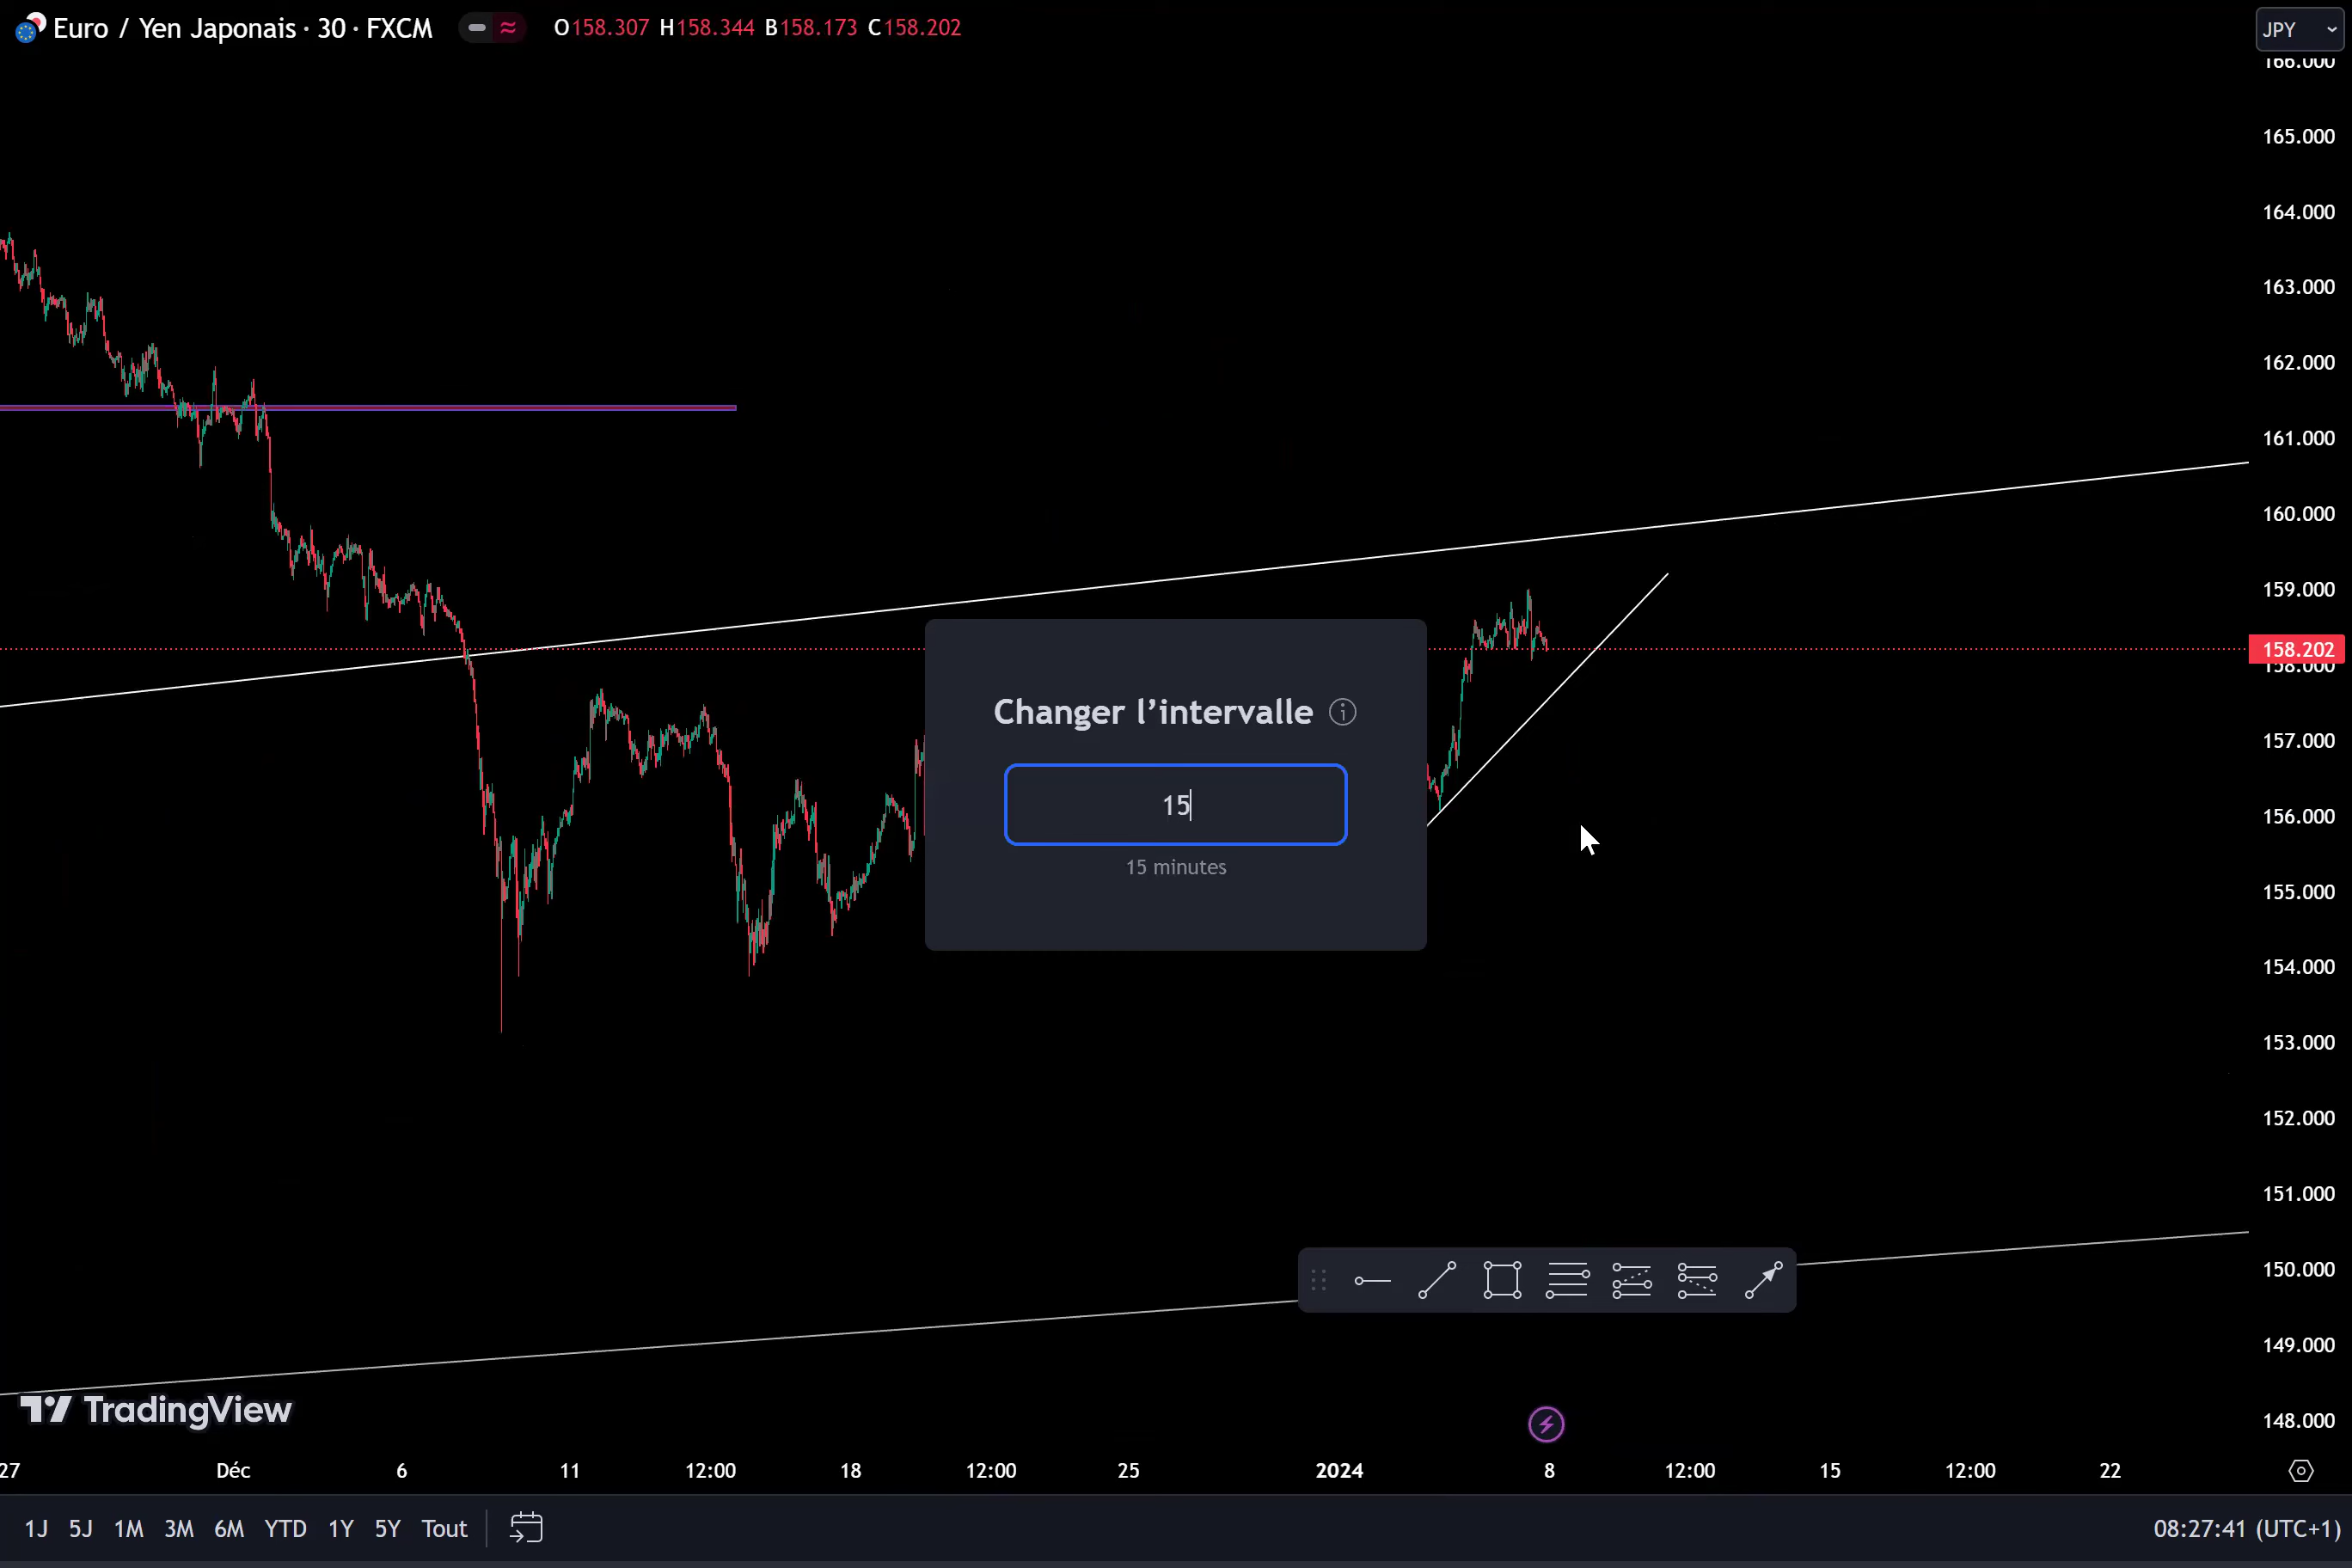 Euro / Yen Japonais · 30 · FXCM O158.307 H158.344 B158.173 C158.202
JPY
166.000
165.000
164.000
163.000
162.000
161.000
160.000
159.000
158.202
158.000
157.000
156.000
155.000
154.000
153.000
152.000
151.000
150.000
149.000
148.000
Changer l’intervalle
15
15 minutes
TradingView
27 Déc 6 11 12:00 18 12:00 25 2024 8 12:00 15 12:00 22
1J 5J 1M 3M 6M YTD 1Y 5Y Tout
08:27:41 (UTC+1)